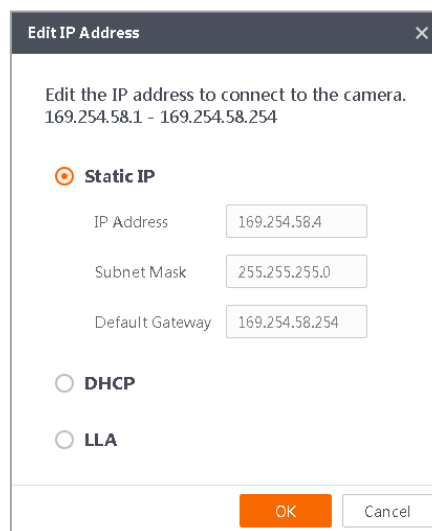 Edit IP Address
Edit the IP address to connect to the camera.
169.254.58.1 - 169.254.58.254
Static IP
IP Address 169.254.58.4
Subnet Mask 255.255.255.0
Default Gateway 169.254.58.254
DHCP
LLA
OK Cancel